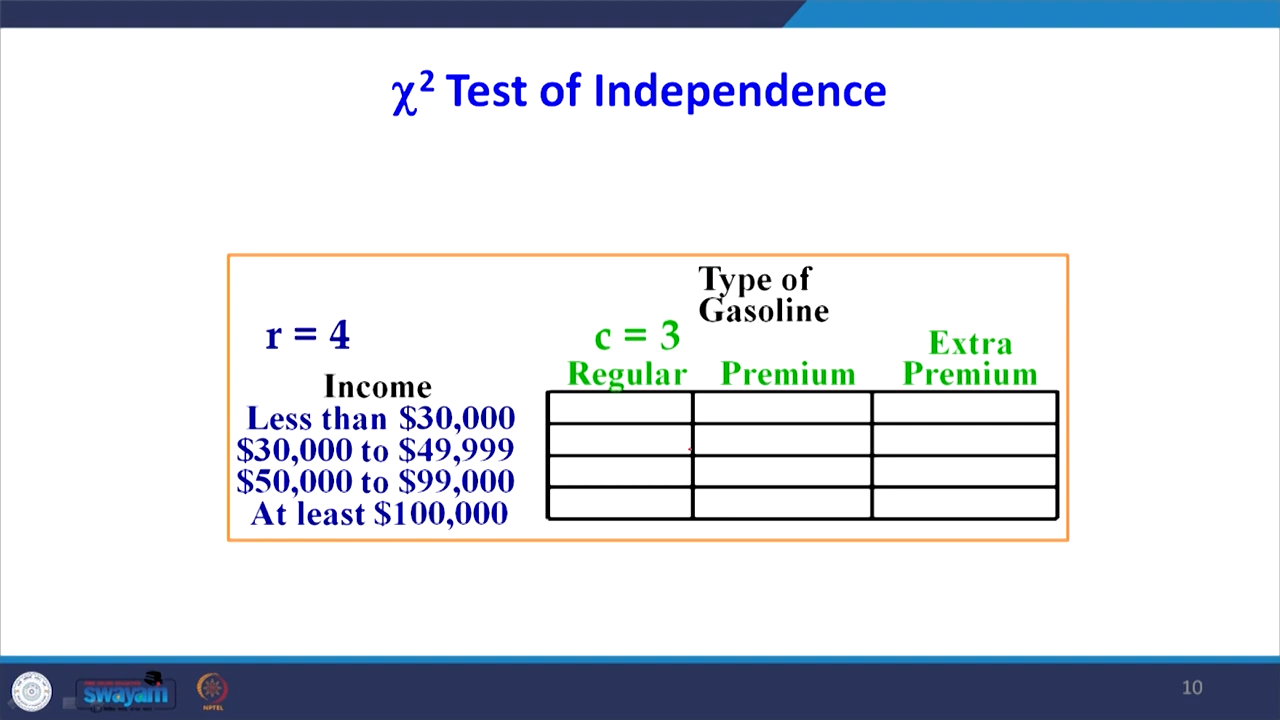 χ² Test of Independence
Type of
Gasoline
r = 4
c = 3
Extra
Income
Regular
Premium
Premium
Less than $30,000
$30,000 to $49,999
$50,000 to $99,000
At least $100,000
swayam
NPTEL
10